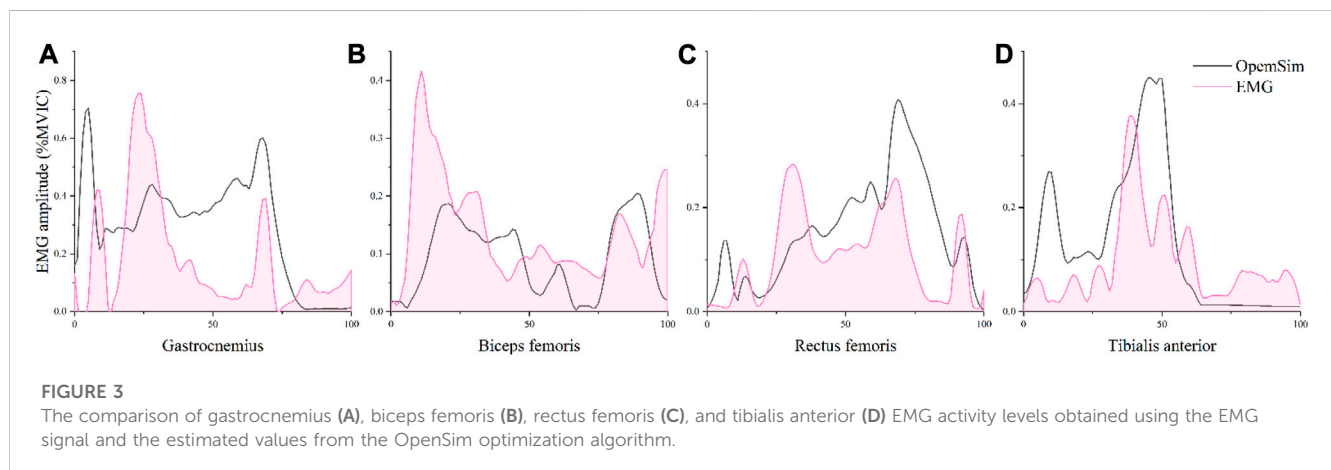 A
B
C
D
OpemSim
EMG
EMG amplitude (%MVIC)
0.8
0.6
0.4
0.2
0.0
0.4
0.3
0.2
0.1
0.0
0.4
0.2
0.0
0.4
0.2
0.0
0 50 100
0 50 100
0 50 100
0 50 100
Gastrocnemius
Biceps femoris
Rectus femoris
Tibialis anterior
FIGURE 3
The comparison of gastrocnemius (A), biceps femoris (B), rectus femoris (C), and tibialis anterior (D) EMG activity levels obtained using the EMG
signal and the estimated values from the OpenSim optimization algorithm.